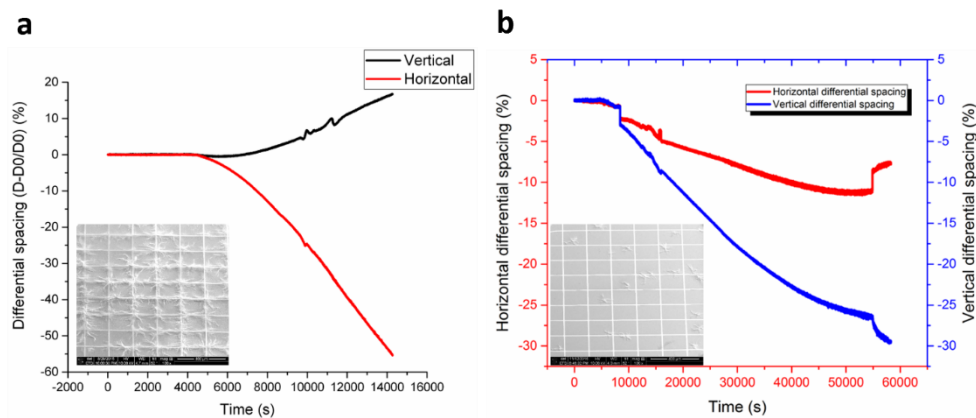 a
Vertical
Horizontal
Differential spacing (D-D0/D0) (%)
20
10
0
-10
-20
-30
-40
-50
-60
-2000 0 2000 4000 6000 8000 10000 12000 14000 16000
Time (s)
b
Horizontal differential spacing
Vertical differential spacing
Horizontal differential spacing (%)
5
0
-5
-10
-15
-20
-25
-30
5
0
-5
-10
-15
-20
-25
-30
Vertical differential spacing (%)
0 10000 20000 30000 40000 50000 60000
Time (s)